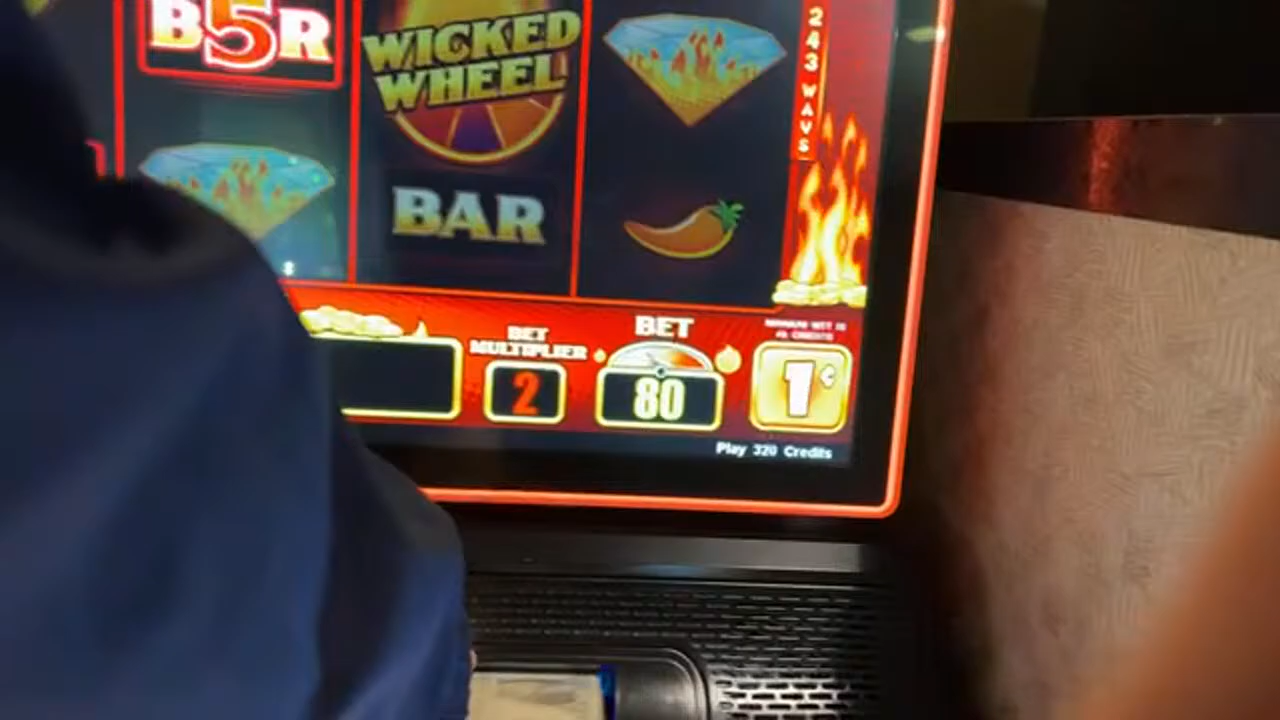 B5R
WICKED
WHEEL
243 WAYS
BAR
BET
MULTIPLIER
2
BET
80
1¢
Play 320 Credits